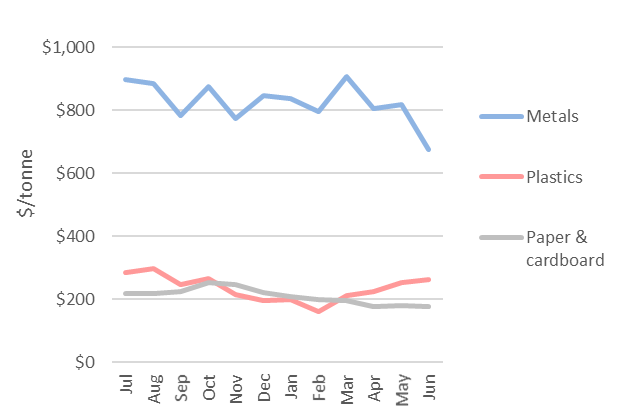 $1,000
$800
$600
$400
$200
$0
$/tonne
Jul
Aug
Sep
Oct
Nov
Dec
Jan
Feb
Mar
Apr
May
Jun
Metals
Plastics
Paper &
cardboard